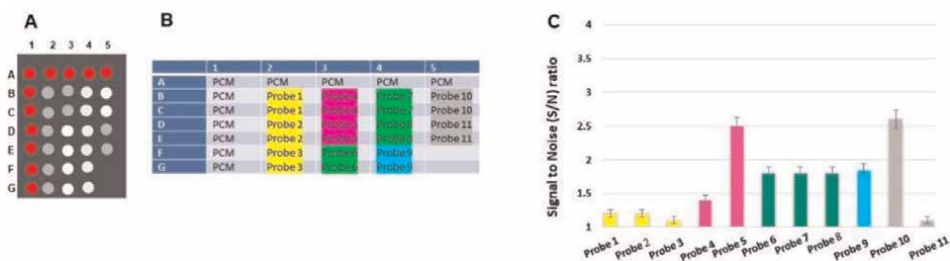 A
1 2 3 4 5
A
B
C
D
E
F
G
B
1 2 3 4 5
A PCM PCM PCM PCM PCM
B PCM Probe 1 Probe 7 Probe 10
C PCM Probe 1 Probe 7 Probe 10
D PCM Probe 2 Probe 8 Probe 11
E PCM Probe 2 Probe 8 Probe 11
F PCM Probe 3 Probe 6 Probe 9
G PCM Probe 3 Probe 6 Probe 9
C
Signal to Noise (S/N) ratio
4
3.5
3
2.5
2
1.5
1
Probe 1 Probe 2 Probe 3 Probe 4 Probe 5 Probe 6 Probe 7 Probe 8 Probe 9 Probe 10 Probe 11